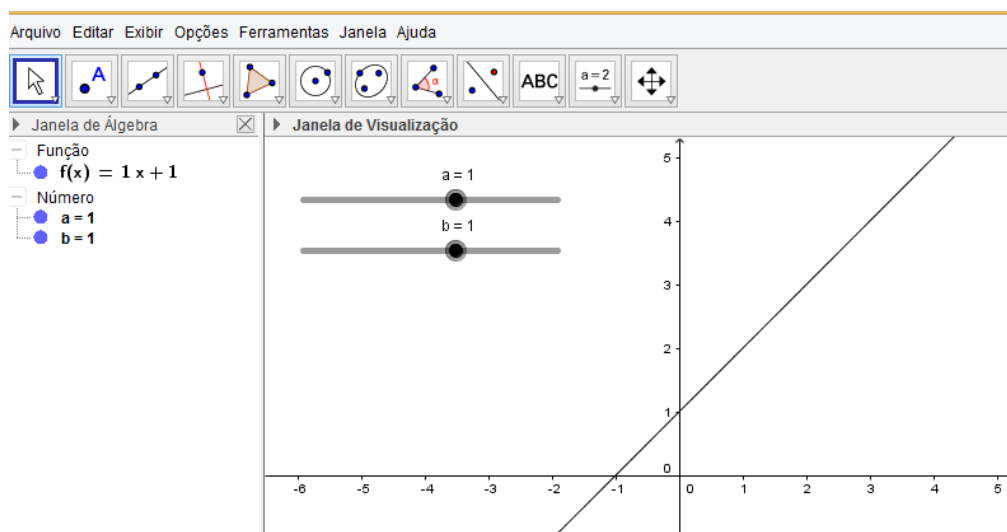 Arquivo Editar Exibir Opções Ferramentas Janela Ajuda
A α ABC a = 2
Janela de Álgebra
Janela de Visualização
Função
f(x) = 1 x + 1
Número
a = 1
b = 1
a = 1
b = 1
5
4
3
2
1
0
-6 -5 -4 -3 -2 -1 0 1 2 3 4 5